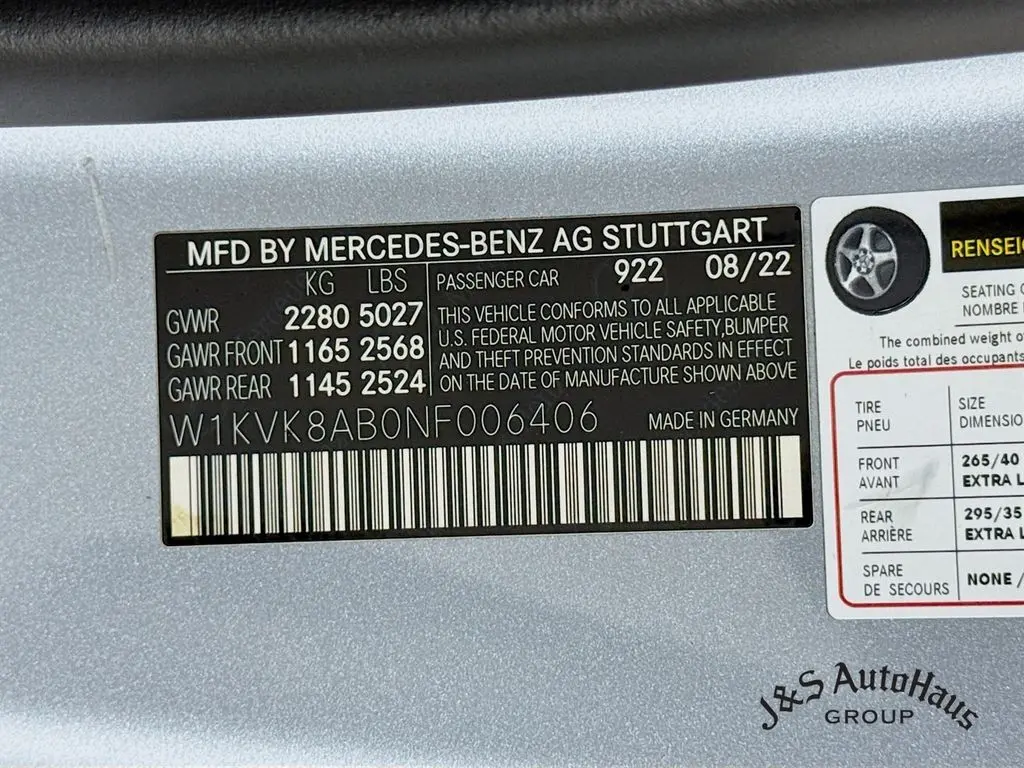 MFD BY MERCEDES-BENZ AG STUTTGART
KG LBS
GVWR 2280 5027
GAWR FRONT 1165 2568
GAWR REAR 1145 2524
PASSENGER CAR 922 08/22
THIS VEHICLE CONFORMS TO ALL APPLICABLE
U.S. FEDERAL MOTOR VEHICLE SAFETY,BUMPER
AND THEFT PREVENTION STANDARDS IN EFFECT
ON THE DATE OF MANUFACTURE SHOWN ABOVE
W1KVK8AB0NF006406 MADE IN GERMANY
RENSEI
SEATING
NOMBRE
The combined weight o
Le poids total des occupants
TIRE SIZE
PNEU DIMENSIO
FRONT 265/40
AVANT EXTRA L
REAR 295/35
ARRIÈRE EXTRA L
SPARE
DE SECOURS NONE /
J&S AutoHaus
GROUP